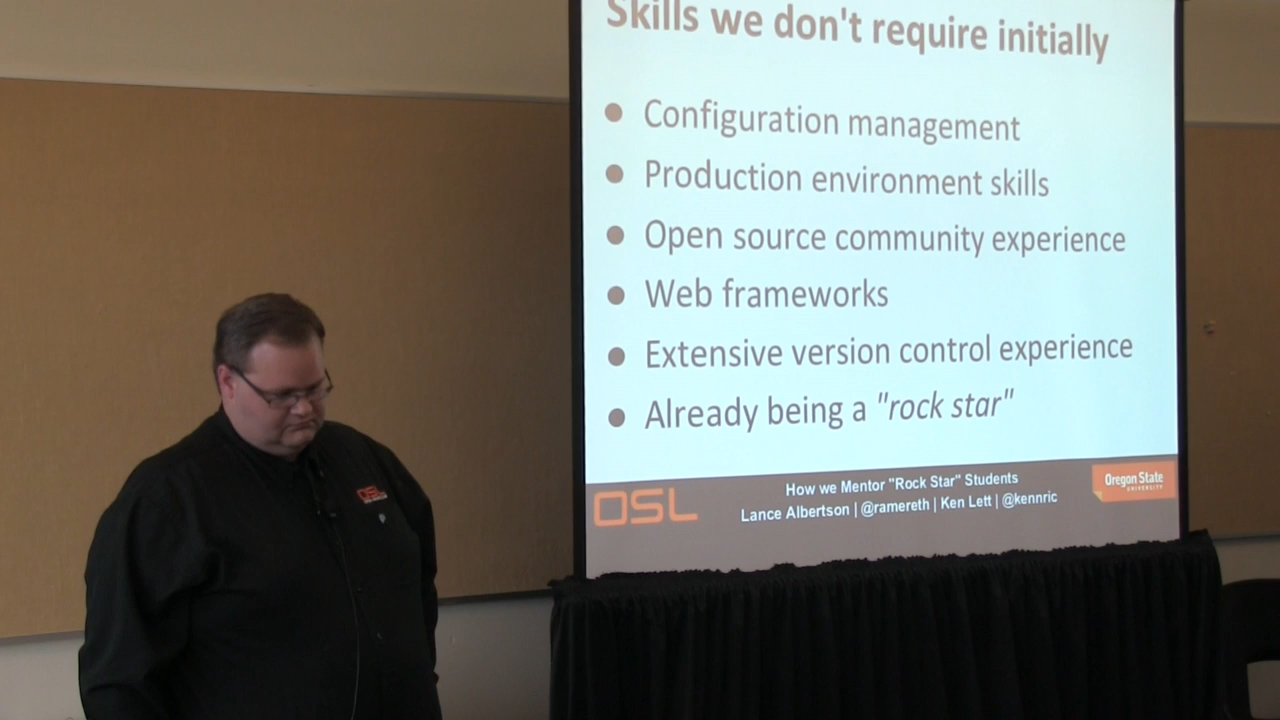 Skills we don't require initially
Configuration management
Production environment skills
Open source community experience
Web frameworks
Extensive version control experience
Already being a "rock star"
How we Mentor "Rock Star" Students
Lance Albertson | @ramereth | Ken Lett | @kennric
OSL
Oregon State
UNIVERSITY
OSL